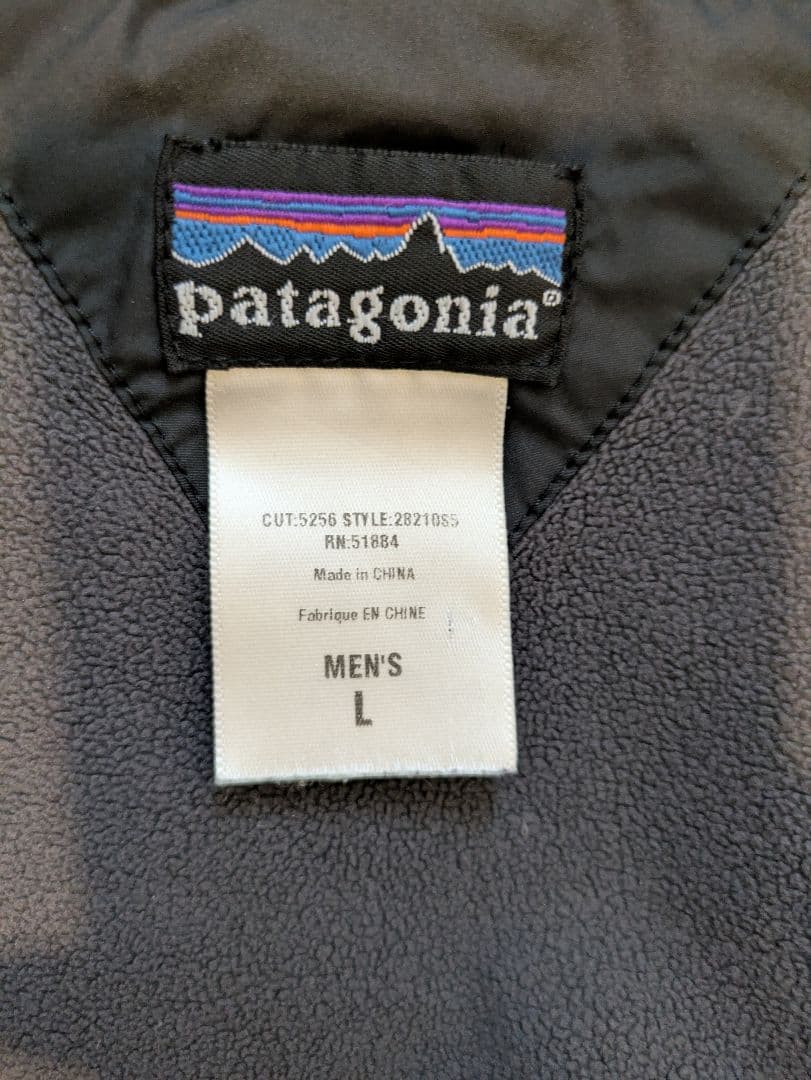 patagonia®
CUT:5256 STYLE:28210S5
RN:51884
Made in CHINA
Fabrique EN CHINE
MEN'S
L